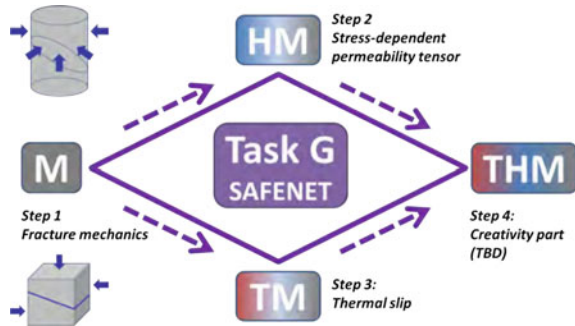 HM
Step 2
Stress-dependent
permeability tensor
M
Step 1
Fracture mechanics
Task G
SAFENET
THM
Step 4:
Creativity part
(TBD)
TM
Step 3:
Thermal slip